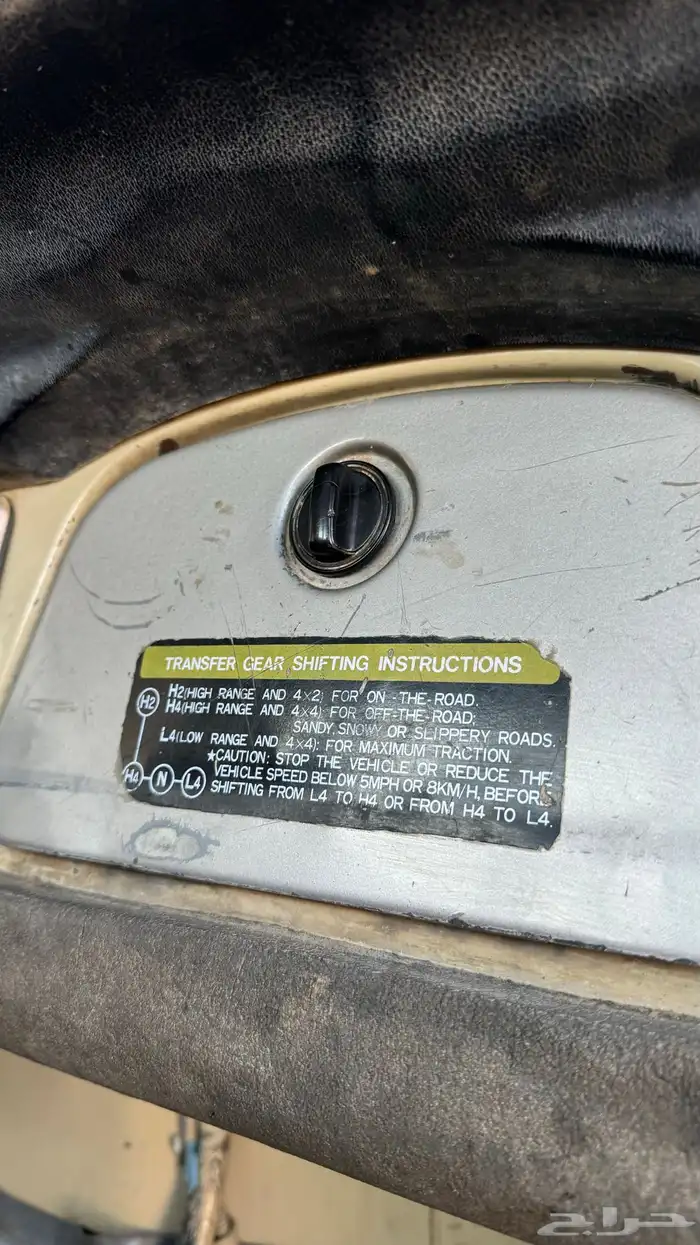 TRANSFER GEAR SHIFTING INSTRUCTIONS
H2 (HIGH RANGE AND 4×2) FOR ON-THE-ROAD.
H4 (HIGH RANGE AND 4×4) FOR OFF-THE-ROAD;
SANDY, SNOWY OR SLIPPERY ROADS.
L4 (LOW RANGE AND 4×4): FOR MAXIMUM TRACTION.
★CAUTION: STOP THE VEHICLE OR REDUCE THE
VEHICLE SPEED BELOW 5MPH OR 8KM/H, BEFORE
SHIFTING FROM L4 TO H4 OR FROM H4 TO L4.
H2
H4 N L4
حراج